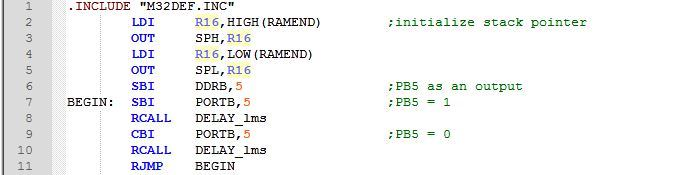 1 .INCLUDE "M32DEF.INC"
2 LDI R16,HIGH(RAMEND) ;initialize stack pointer
3 OUT SPH,R16
4 LDI R16,LOW(RAMEND)
5 OUT SPL,R16
6 SBI DDRB,5 ;PB5 as an output
7 BEGIN: SBI PORTB,5 ;PB5 = 1
8 RCALL DELAY_1ms
9 CBI PORTB,5 ;PB5 = 0
10 RCALL DELAY_1ms
11 RJMP BEGIN